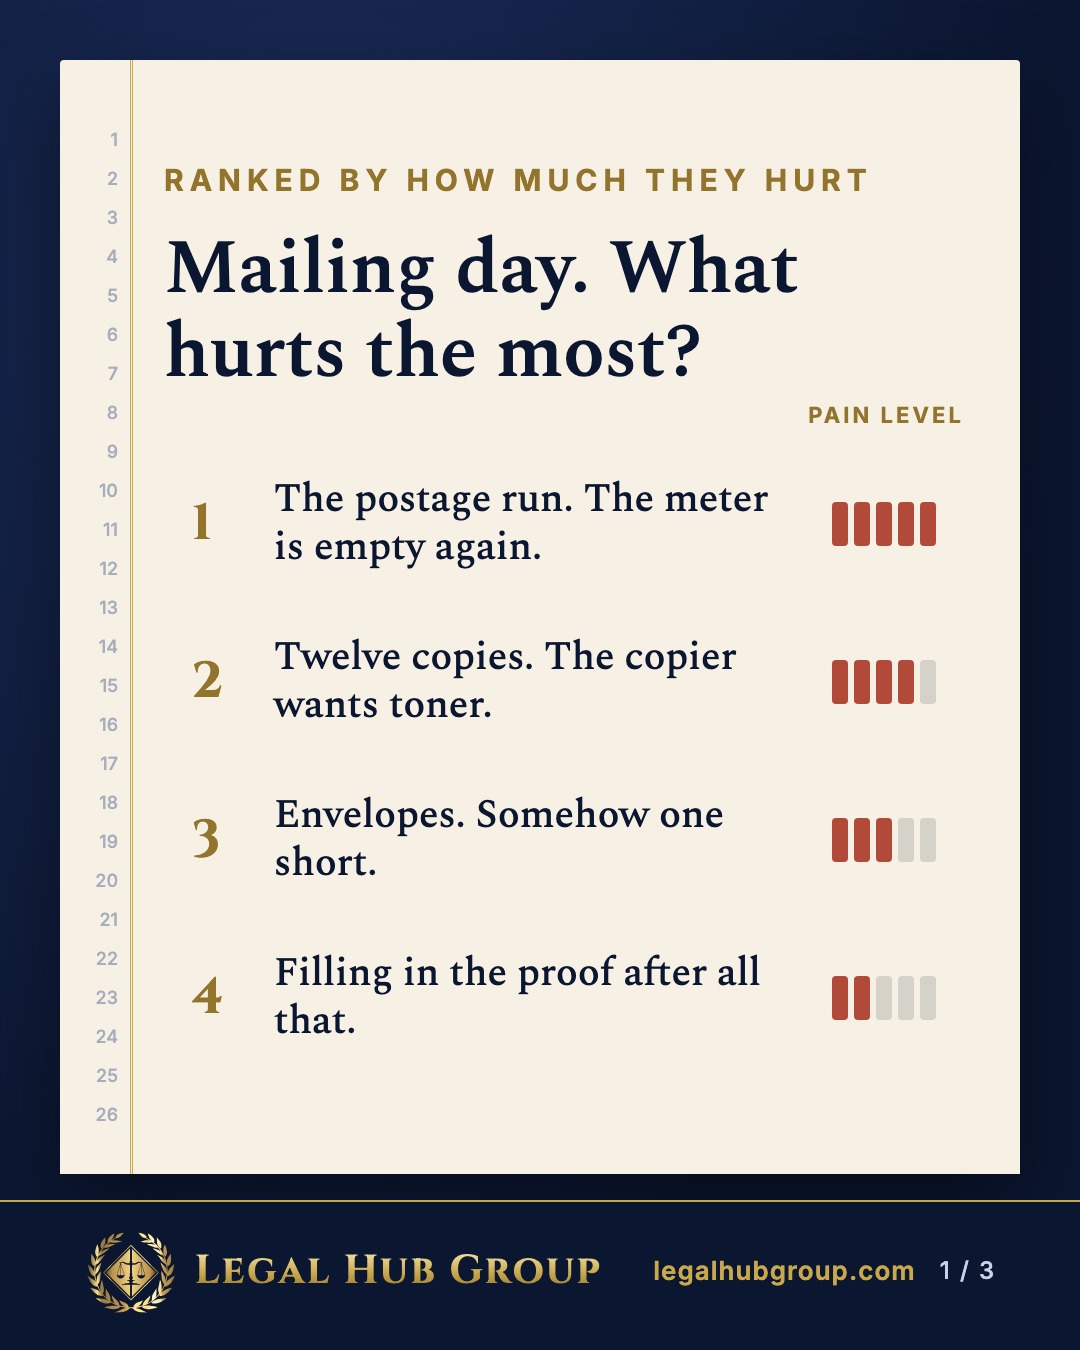 1
2
RANKED BY HOW MUCH THEY HURT
3
4
Mailing day. What
5
6
hurts the most?
7
8
PAIN LEVEL
9
10
1
The postage run. The meter
11
is empty again.
12
13
14
2
Twelve copies. The copier
15
wants toner.
16
17
18
3
Envelopes. Somehow one
19
short.
20
21
22
4
Filling in the proof after all
23
that.
24
25
26
LEGAL HUB GROUP
legalhubgroup.com
1 / 3